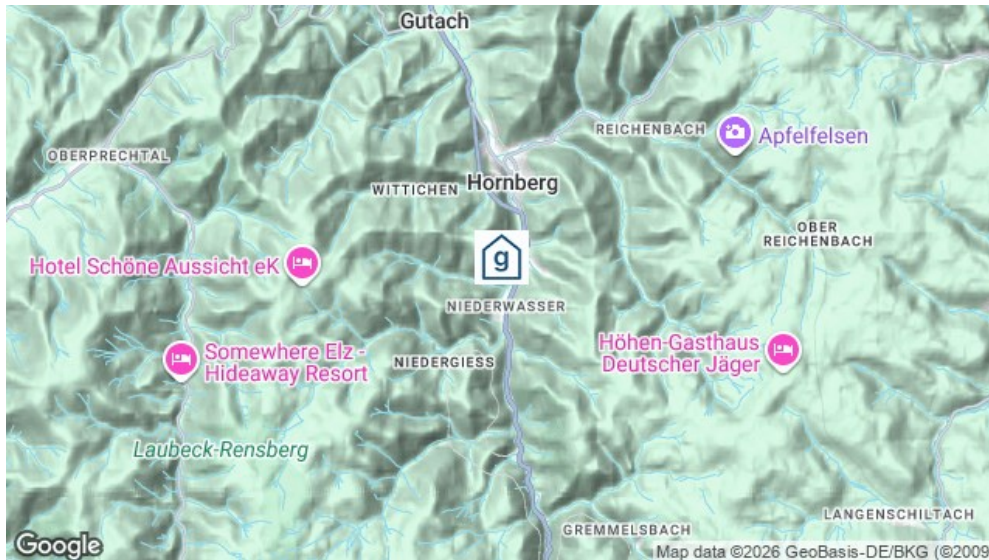 Gutach
REICHENBACH
Apfelfelsen
OBERPRECHTAL
WITTICHEN
Hornberg
OBER
REICHENBACH
Hotel Schöne Aussicht eK
g
NIEDERWASSER
Somewhere Elz -
Hideaway Resort
NIEDERGIESS
Höhen-Gasthaus
Deutscher Jäger
Laubeck-Rensberg
LANGENSCHILTACH
GREMMELSBACH
Google
Map data ©2026 GeoBasis-DE/BKG (©2009